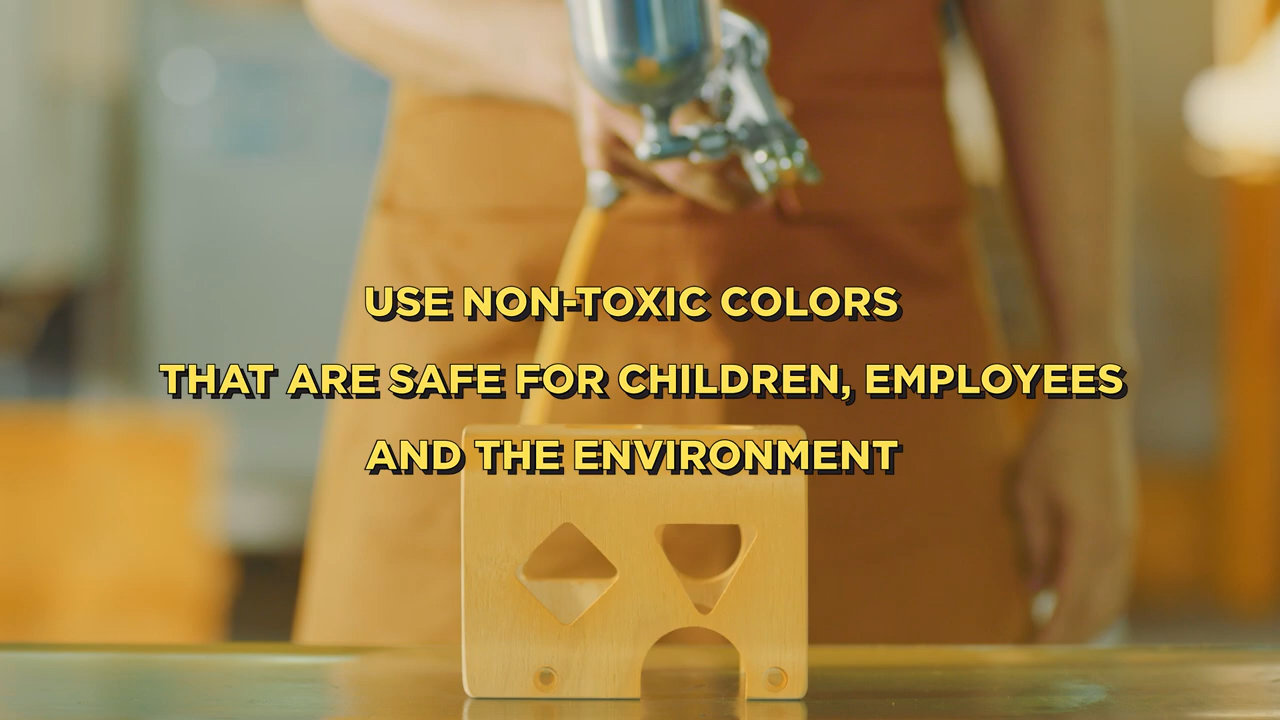 USE NON-TOXIC COLORS
THAT ARE SAFE FOR CHILDREN, EMPLOYEES
AND THE ENVIRONMENT